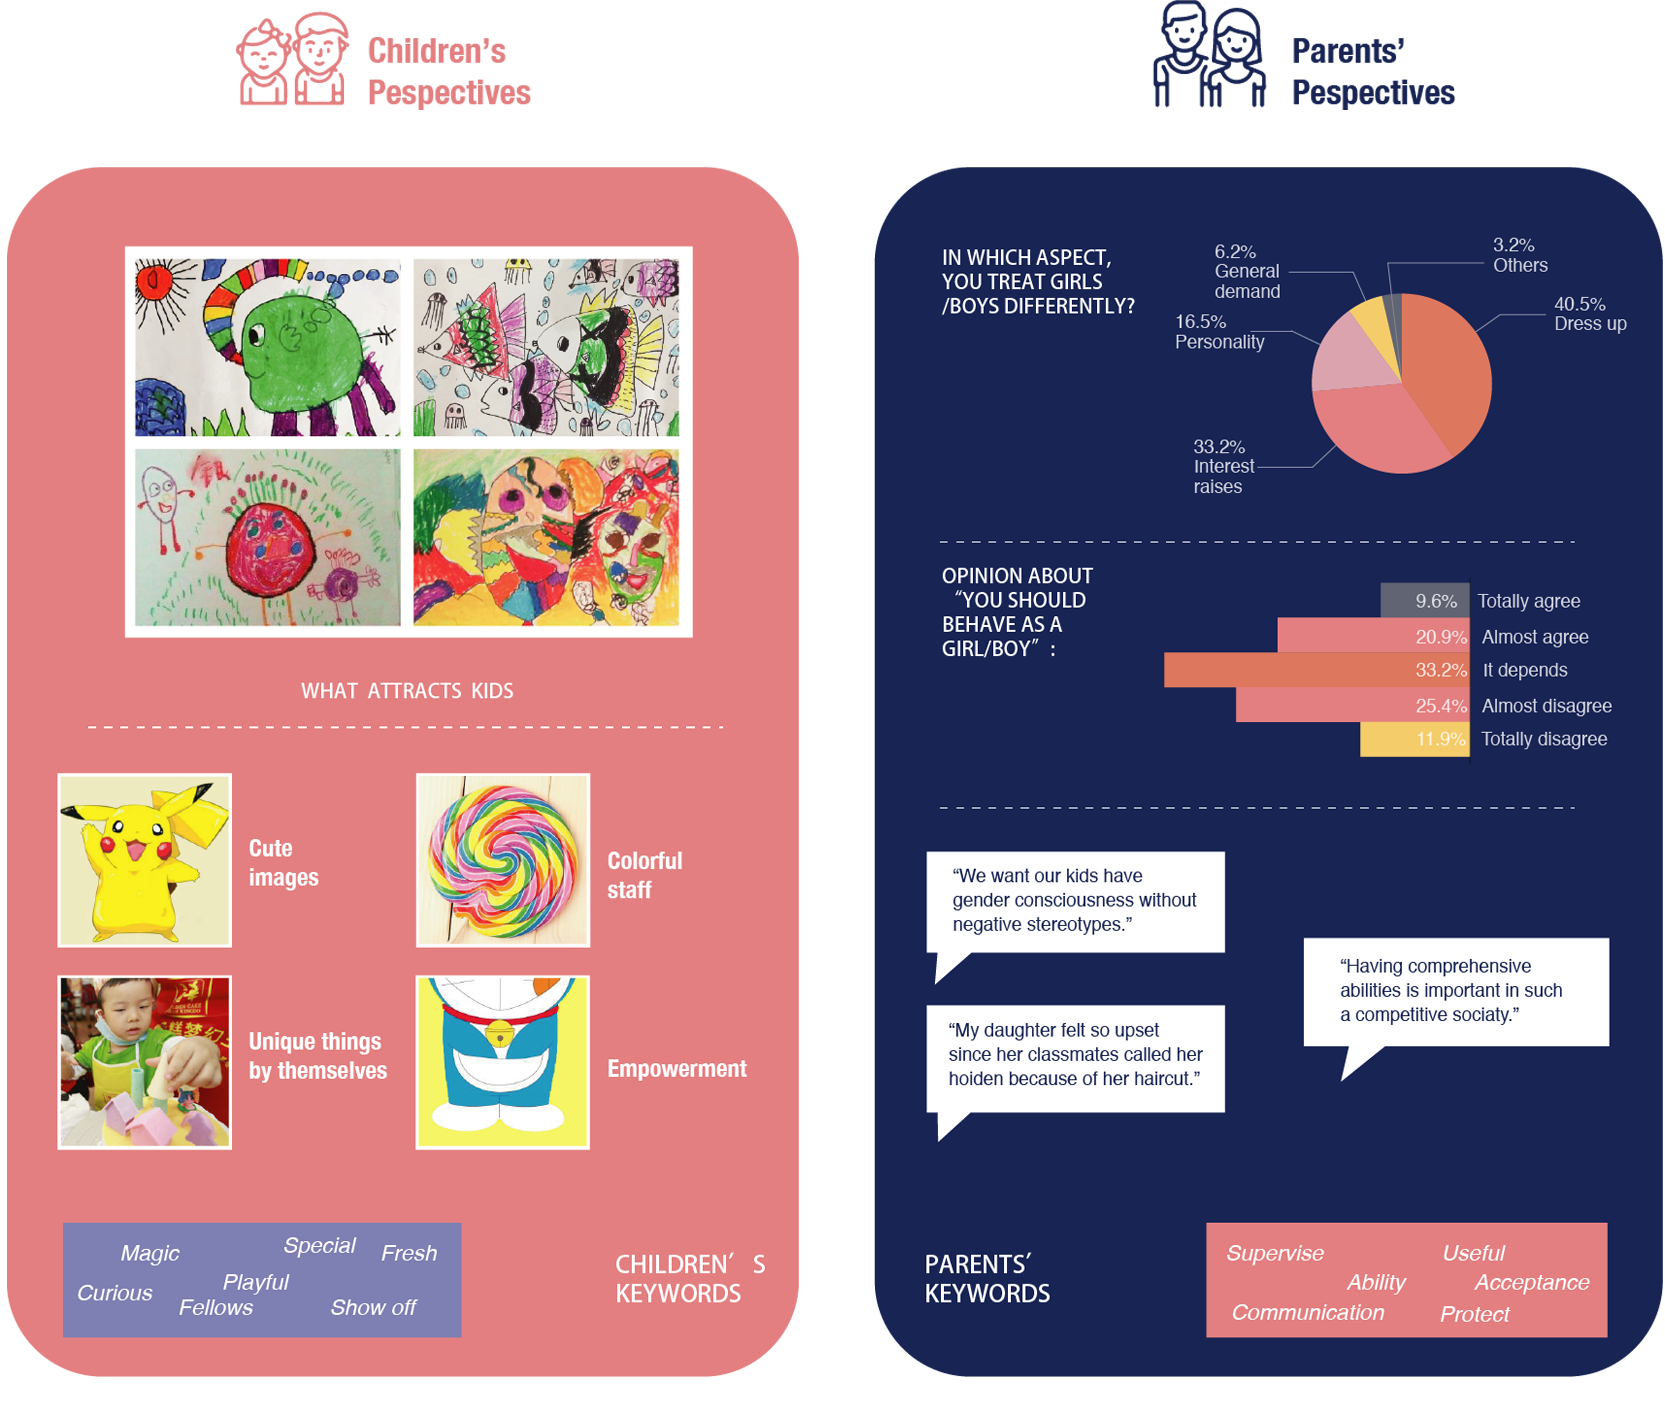 Children's
Pespectives
WHAT ATTRACTS KIDS
Cute
images
Colorful
staff
Unique things
by themselves
Empowerment
Magic
Special
Fresh
Curious
Playful
Fellows
Show off
CHILDREN' S
KEYWORDS
Parents'
Pespectives
IN WHICH ASPECT,
YOU TREAT GIRLS
/BOYS DIFFERENTLY?
6.2%
General
demand
3.2%
Others
40.5%
Dress up
16.5%
Personality
33.2%
Interest
raises
OPINION ABOUT
“YOU SHOULD
BEHAVE AS A
GIRL/BOY” :
9.6% Totally agree
20.9% Almost agree
33.2% It depends
25.4% Almost disagree
11.9% Totally disagree
“We want our kids have
gender consciousness without
negative stereotypes.”
“Having comprehensive
abilities is important in such
a competitive sociaty.”
“My daughter felt so upset
since her classmates called her
hoiden because of her haircut.”
PARENTS'
KEYWORDS
Supervise
Useful
Ability
Acceptance
Communication
Protect